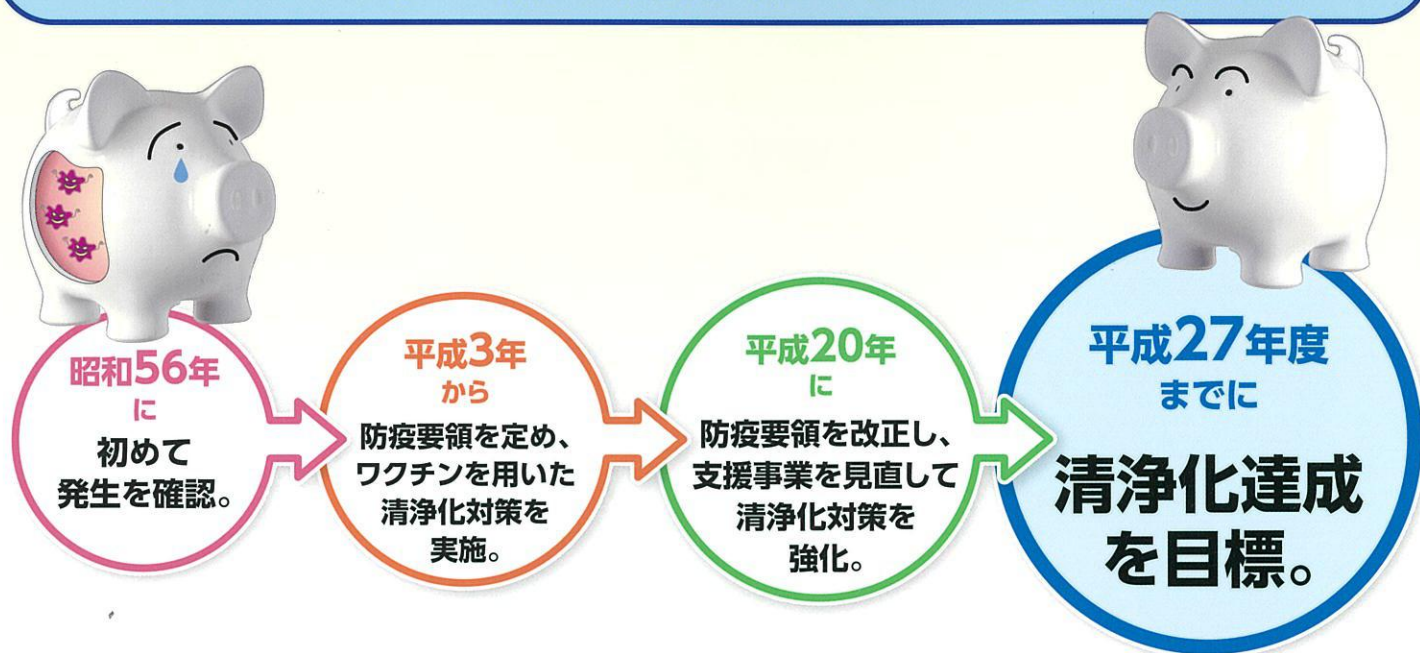 昭和56年
に
初めて
発生を確認。
平成3年
から
防疫要領を定め、
ワクチンを用いた
清浄化対策を
実施。
平成20年
に
防疫要領を改正し、
支援事業を見直して
清浄化対策を
強化。
平成27年度
までに
清浄化達成
を目標。